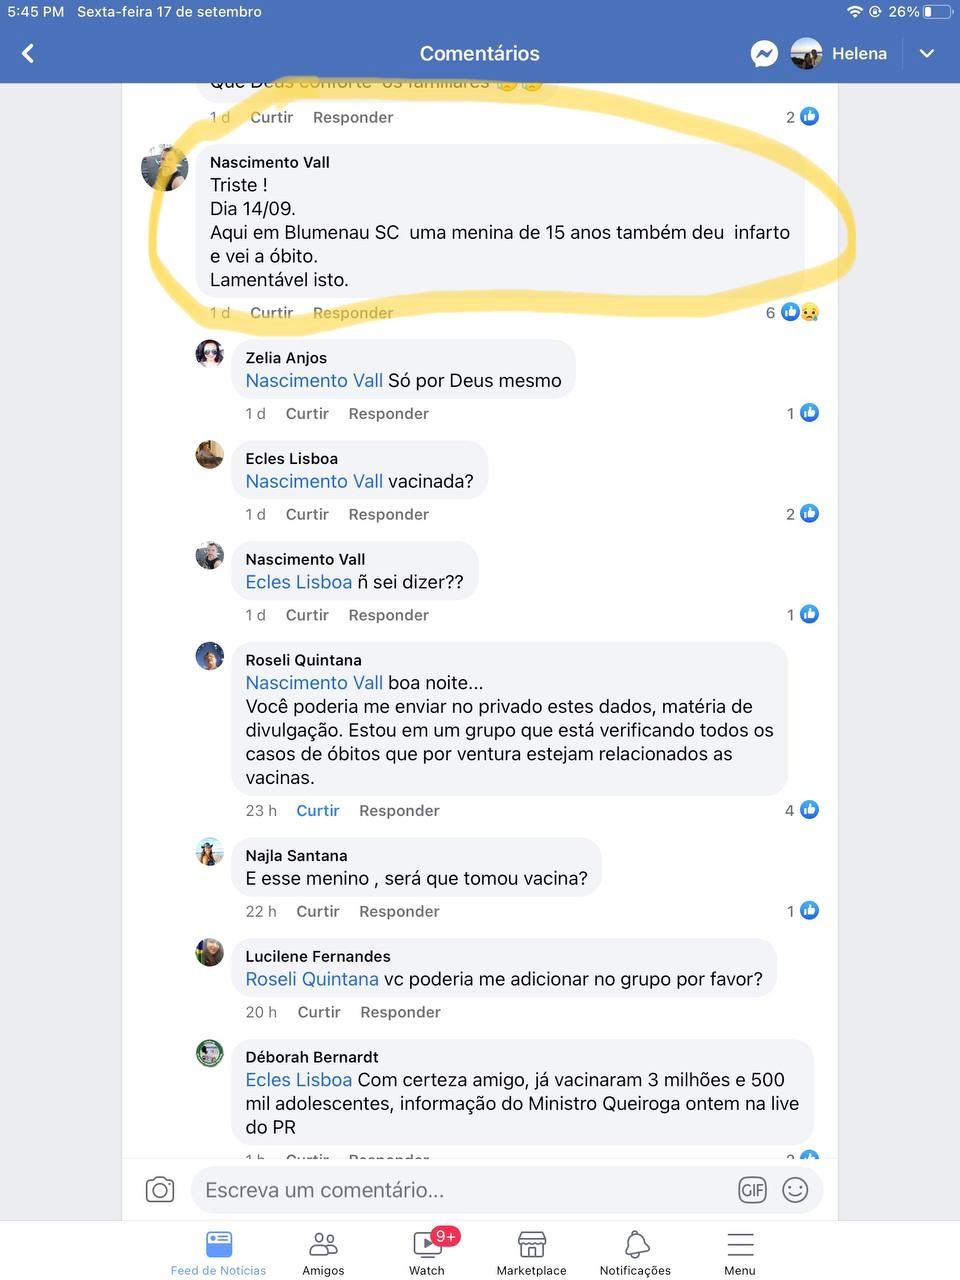 5:45 PM Sexta-feira 17 de setembro
26%
Comentários
Helena
Que Deus conforte os familiares
1 d Curtir Responder 2
Nascimento Vall
Triste !
Dia 14/09.
Aqui em Blumenau SC uma menina de 15 anos também deu infarto
e vei a óbito.
Lamentável isto.
1 d Curtir Responder 6
Zelia Anjos
Nascimento Vall Só por Deus mesmo
1 d Curtir Responder 1
Ecles Lisboa
Nascimento Vall vacinada?
1 d Curtir Responder 2
Nascimento Vall
Ecles Lisboa ñ sei dizer??
1 d Curtir Responder 1
Roseli Quintana
Nascimento Vall boa noite...
Você poderia me enviar no privado estes dados, matéria de
divulgação. Estou em um grupo que está verificando todos os
casos de óbitos que por ventura estejam relacionados as
vacinas.
23 h Curtir Responder 4
Najla Santana
E esse menino , será que tomou vacina?
22 h Curtir Responder 1
Lucilene Fernandes
Roseli Quintana vc poderia me adicionar no grupo por favor?
20 h Curtir Responder
Déborah Bernardt
Ecles Lisboa Com certeza amigo, já vacinaram 3 milhões e 500
mil adolescentes, informação do Ministro Queiroga ontem na live
do PR
1 h Curtir Responder 2
Escreva um comentário...
GIF
9+
Feed de Notícias Amigos Watch Marketplace Notificações Menu